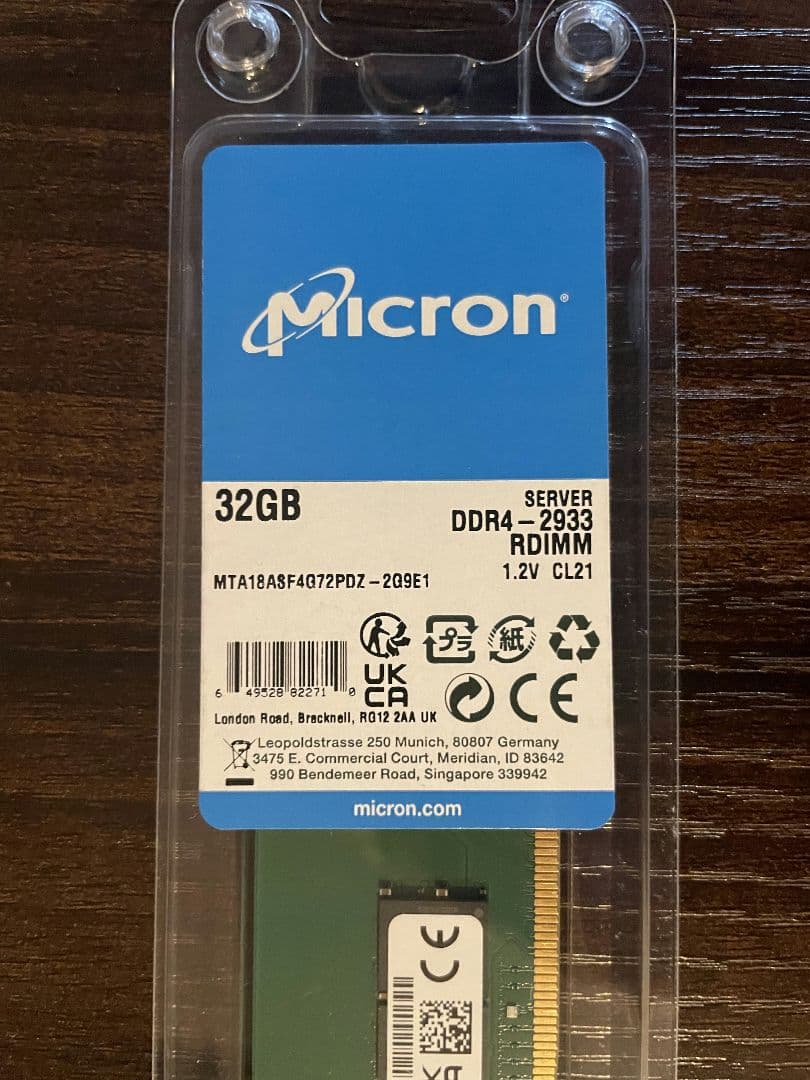 Micron®
32GB
SERVER
DDR4-2933
RDIMM
1.2V CL21
MTA18ASF4G72PDZ-2G9E1
プラ
紙
UK
CA
CE
6 49528 82271 0
London Road, Bracknell, RG12 2AA UK
Leopoldstrasse 250 Munich, 80807 Germany
3475 E. Commercial Court, Meridian, ID 83642
990 Bendemeer Road, Singapore 339942
micron.com
CE